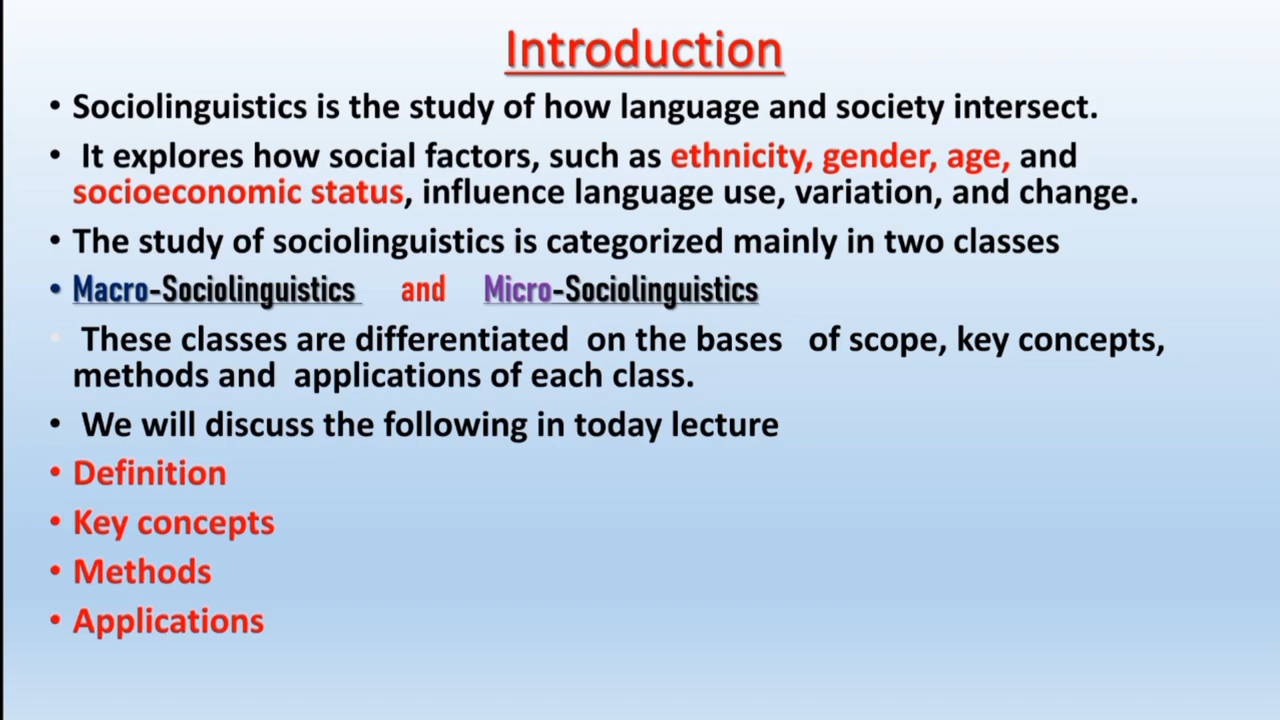 Introduction
• Sociolinguistics is the study of how language and society intersect.
• It explores how social factors, such as ethnicity, gender, age, and
socioeconomic status, influence language use, variation, and change.
• The study of sociolinguistics is categorized mainly in two classes
• Macro-Sociolinguistics and Micro-Sociolinguistics
• These classes are differentiated on the bases of scope, key concepts,
methods and applications of each class.
• We will discuss the following in today lecture
• Definition
• Key concepts
• Methods
• Applications